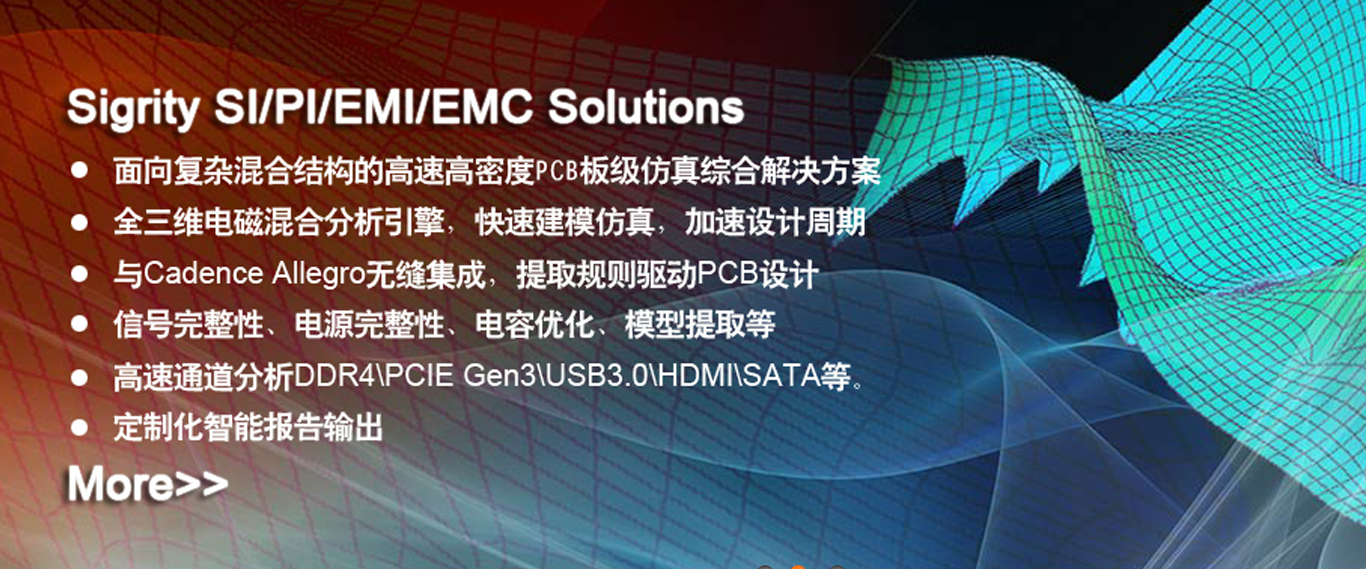 Sigrity SI/PI/EMI/EMC Solutions
● 面向复杂混合结构的高速高密度PCB板级仿真综合解决方案
● 全三维电磁混合分析引擎，快速建模仿真，加速设计周期
● 与Cadence Allegro无缝集成，提取规则驱动PCB设计
● 信号完整性、电源完整性、电容优化、模型提取等
● 高速通道分析DDR4\PCIE Gen3\USB3.0\HDMI\SATA等。
● 定制化智能报告输出
More>>